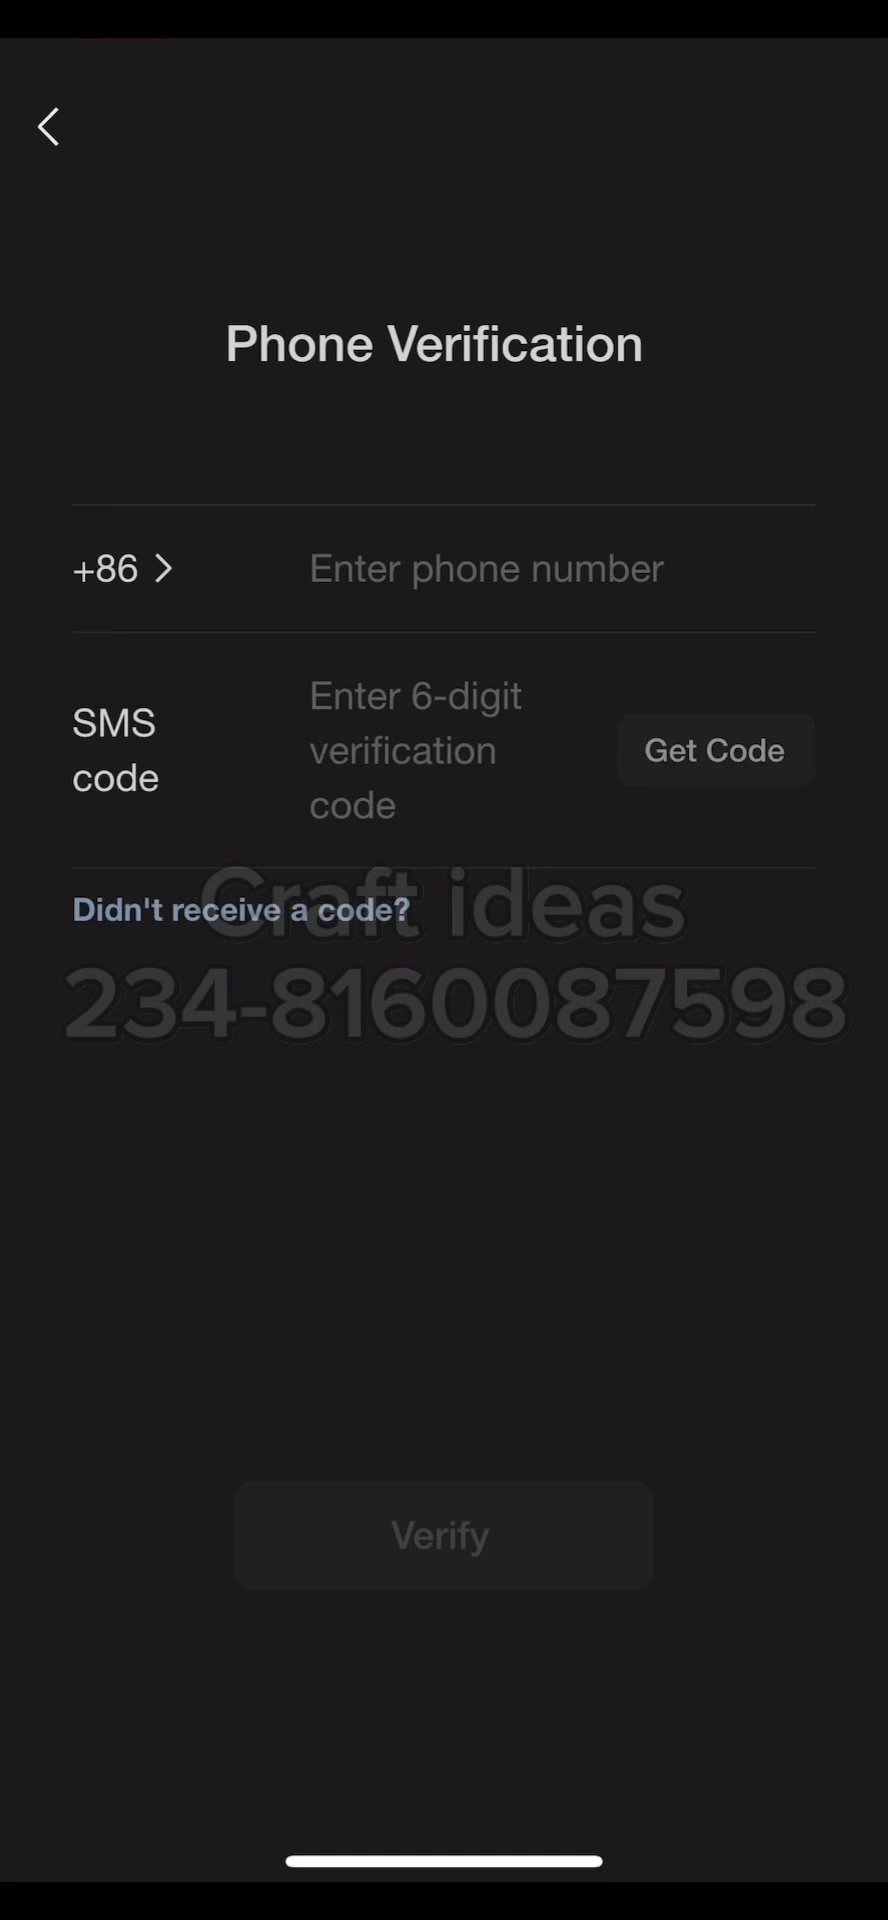 Phone Verification
+86
Enter phone number
SMS
code
Enter 6-digit
verification
code
Get Code
Didn't receive a code?
Craft ideas
234-8160087598
Verify